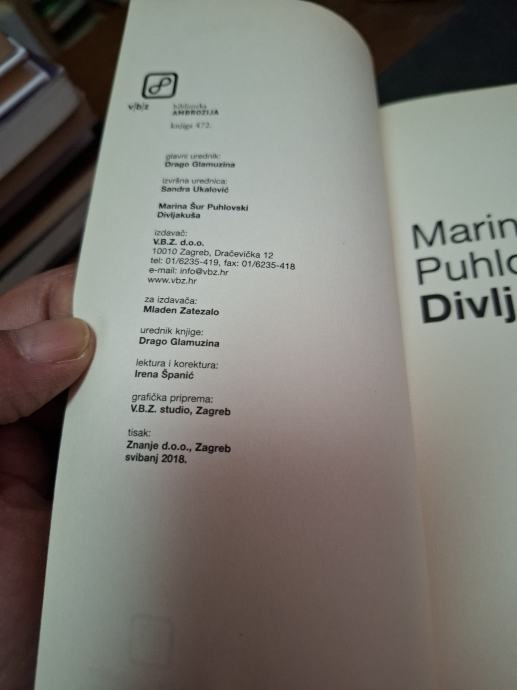 v|b|z
biblioteka
AMBROZIJA
knjiga 472.
glavni urednik:
Drago Glamuzina
izvršna urednica:
Sandra Ukalović
Marina Šur Puhlovski
Divljakuša
izdavač:
V.B.Z. d.o.o.
10010 Zagreb, Dračevička 12
tel: 01/6235-419, fax: 01/6235-418
e-mail: info@vbz.hr
www.vbz.hr
za izdavača:
Mladen Zatezalo
urednik knjige:
Drago Glamuzina
lektura i korektura:
Irena Španić
grafička priprema:
V.B.Z. studio, Zagreb
tisak:
Znanje d.o.o., Zagreb
svibanj 2018.
Marin
Puhlo
Divlj